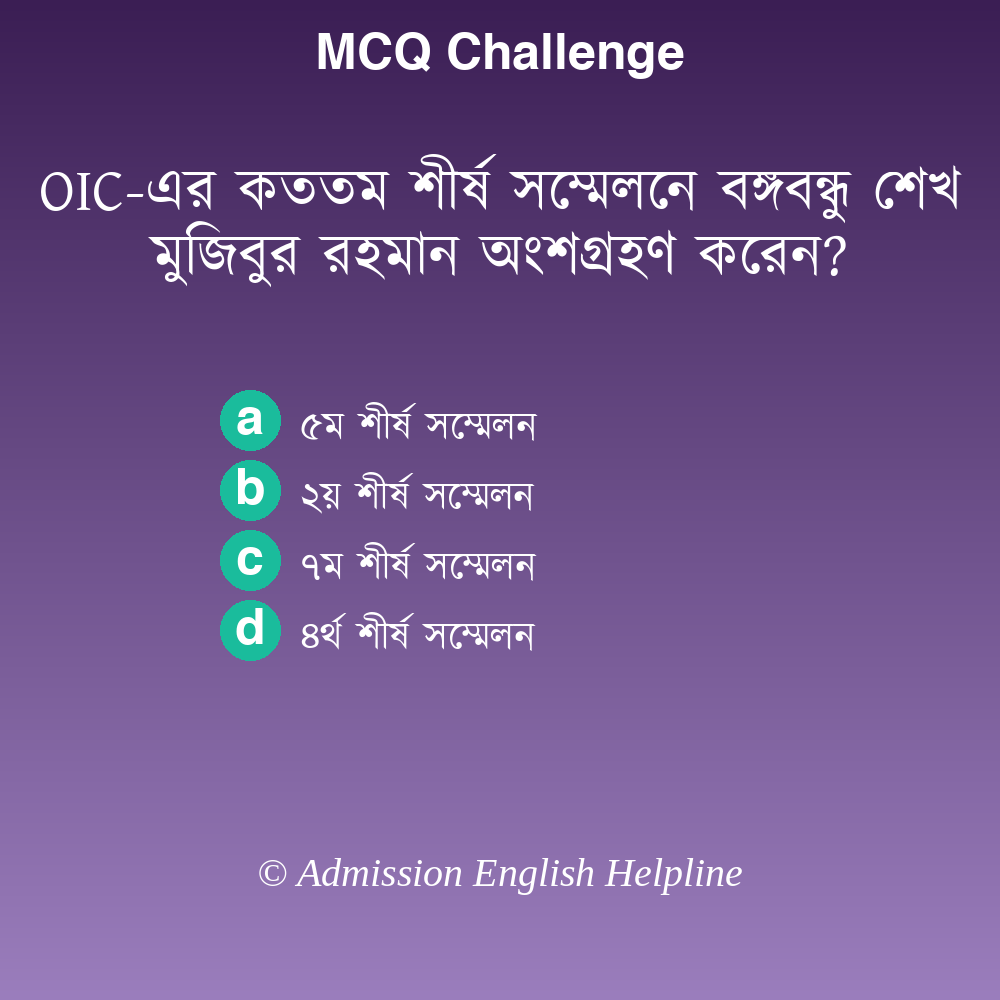 MCQ Challenge
OIC-এর কততম শীর্ষ সম্মেলনে বঙ্গবন্ধু শেখ
মুজিবুর রহমান অংশগ্রহণ করেন?
a ৫ম শীর্ষ সম্মেলন
b ২য় শীর্ষ সম্মেলন
c ৭ম শীর্ষ সম্মেলন
d ৪র্থ শীর্ষ সম্মেলন
© Admission English Helpline